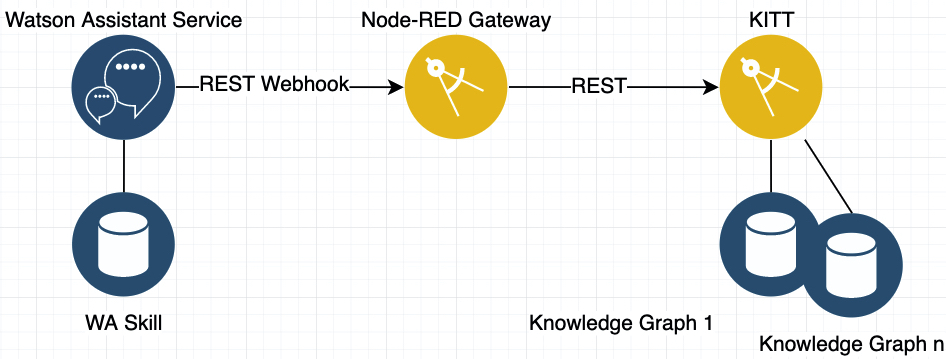 Watson Assistant Service
Node-RED Gateway
KITT
REST Webhook
REST
WA Skill
Knowledge Graph 1
Knowledge Graph n